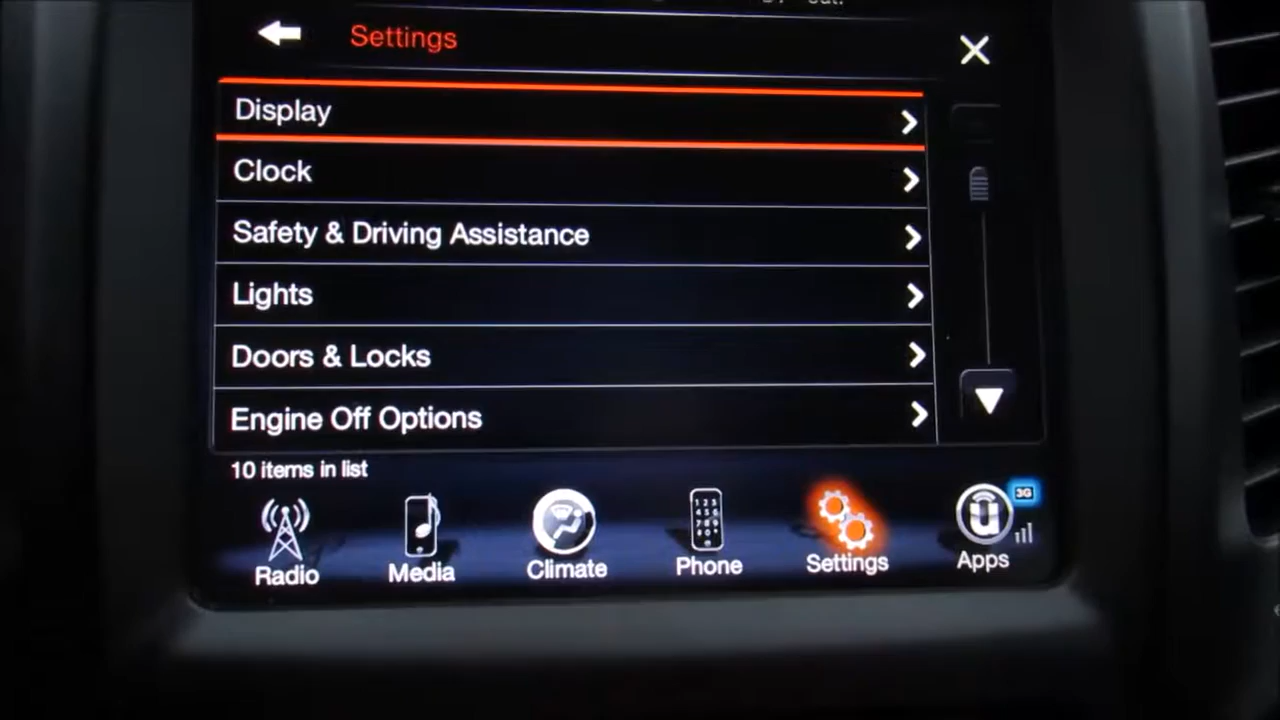 Settings
Display
Clock
Safety & Driving Assistance
Lights
Doors & Locks
Engine Off Options
10 items in list
3G
Radio
Media
Climate
Phone
Settings
Apps